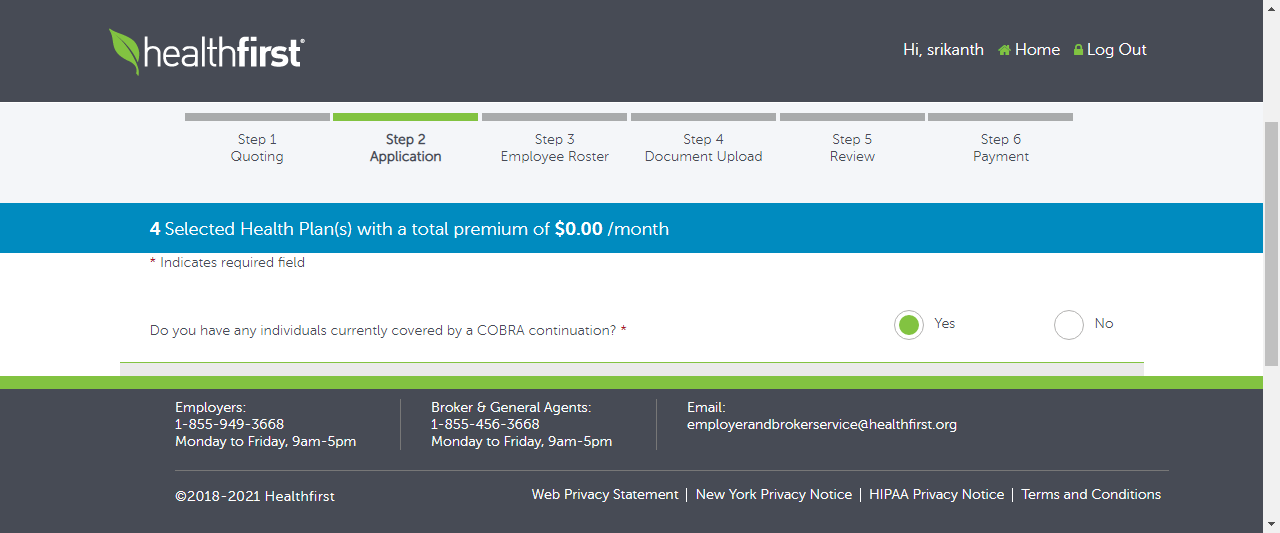 healthfirst®
Hi, srikanth Home Log Out
Step 1
Quoting
Step 2
Application
Step 3
Employee Roster
Step 4
Document Upload
Step 5
Review
Step 6
Payment
4 Selected Health Plan(s) with a total premium of $0.00 /month
* Indicates required field
Do you have any individuals currently covered by a COBRA continuation? * Yes No
Employers:
1-855-949-3668
Monday to Friday, 9am-5pm
Broker & General Agents:
1-855-456-3668
Monday to Friday, 9am-5pm
Email:
employerandbrokerservice@healthfirst.org
©2018-2021 Healthfirst
Web Privacy Statement | New York Privacy Notice | HIPAA Privacy Notice | Terms and Conditions